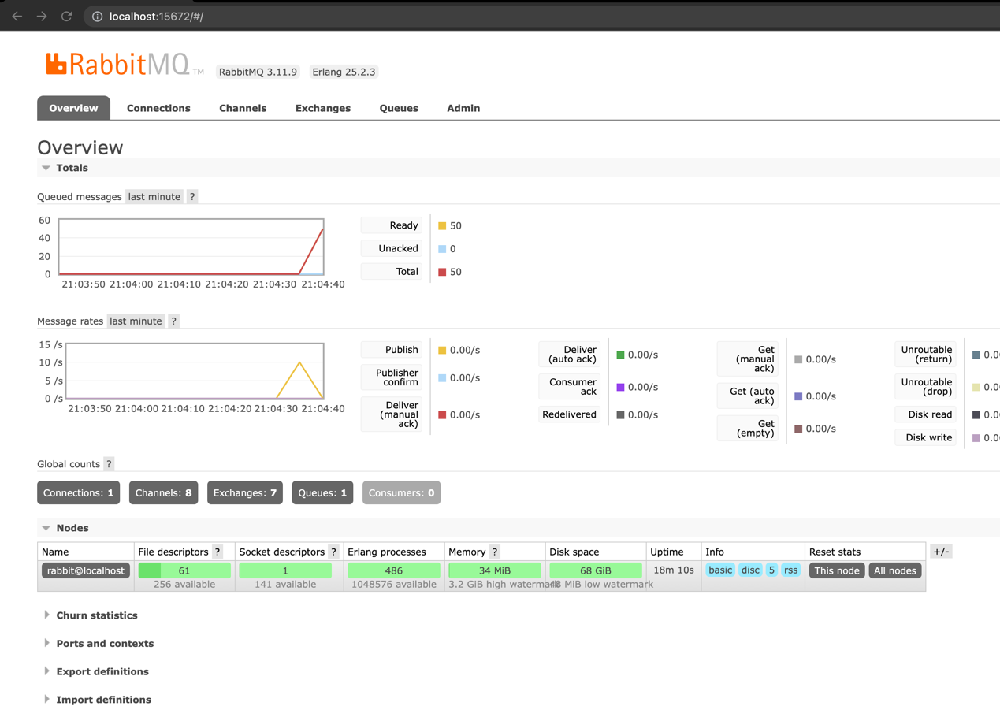 localhost:15672/#/
RabbitMQ TM RabbitMQ 3.11.9 Erlang 25.2.3
Overview Connections Channels Exchanges Queues Admin
Overview
Totals
Queued messages last minute ?
60
40
20
0
21:03:50 21:04:00 21:04:10 21:04:20 21:04:30 21:04:40
Ready 50
Unacked 0
Total 50
Message rates last minute ?
15 /s
10 /s
5 /s
0 /s
21:03:50 21:04:00 21:04:10 21:04:20 21:04:30 21:04:40
Publish 0.00/s
Publisher
confirm 0.00/s
Deliver
(manual
ack) 0.00/s
Deliver
(auto ack) 0.00/s
Consumer
ack 0.00/s
Redelivered 0.00/s
Get
(manual
ack) 0.00/s
Get (auto
ack) 0.00/s
Get
(empty) 0.00/s
Unroutable
(return) 0.0
Unroutable
(drop) 0.0
Disk read 0.0
Disk write 0.0
Global counts ?
Connections: 1 Channels: 8 Exchanges: 7 Queues: 1 Consumers: 0
Nodes
Name File descriptors ? Socket descriptors ? Erlang processes Memory ? Disk space Uptime Info Reset stats +/-
rabbit@localhost 61 1 486 34 MiB 68 GiB 18m 10s basic disc 5 rss This node All nodes
256 available 141 available 1048576 available 3.2 GiB high watermark 48 MiB low watermark
Churn statistics
Ports and contexts
Export definitions
Import definitions